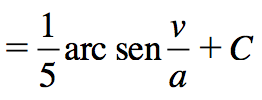 = 1/5 arc sen v/a + C